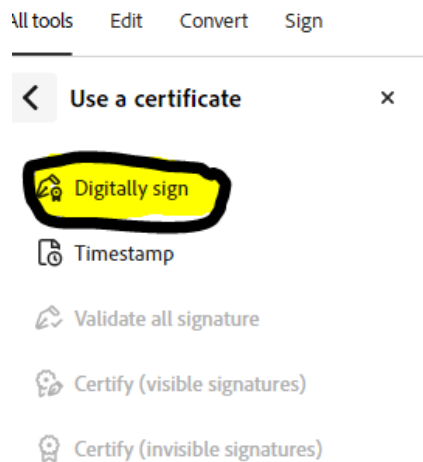 All tools Edit Convert Sign
Use a certificate
Digitally sign
Timestamp
Validate all signature
Certify (visible signatures)
Certify (invisible signatures)